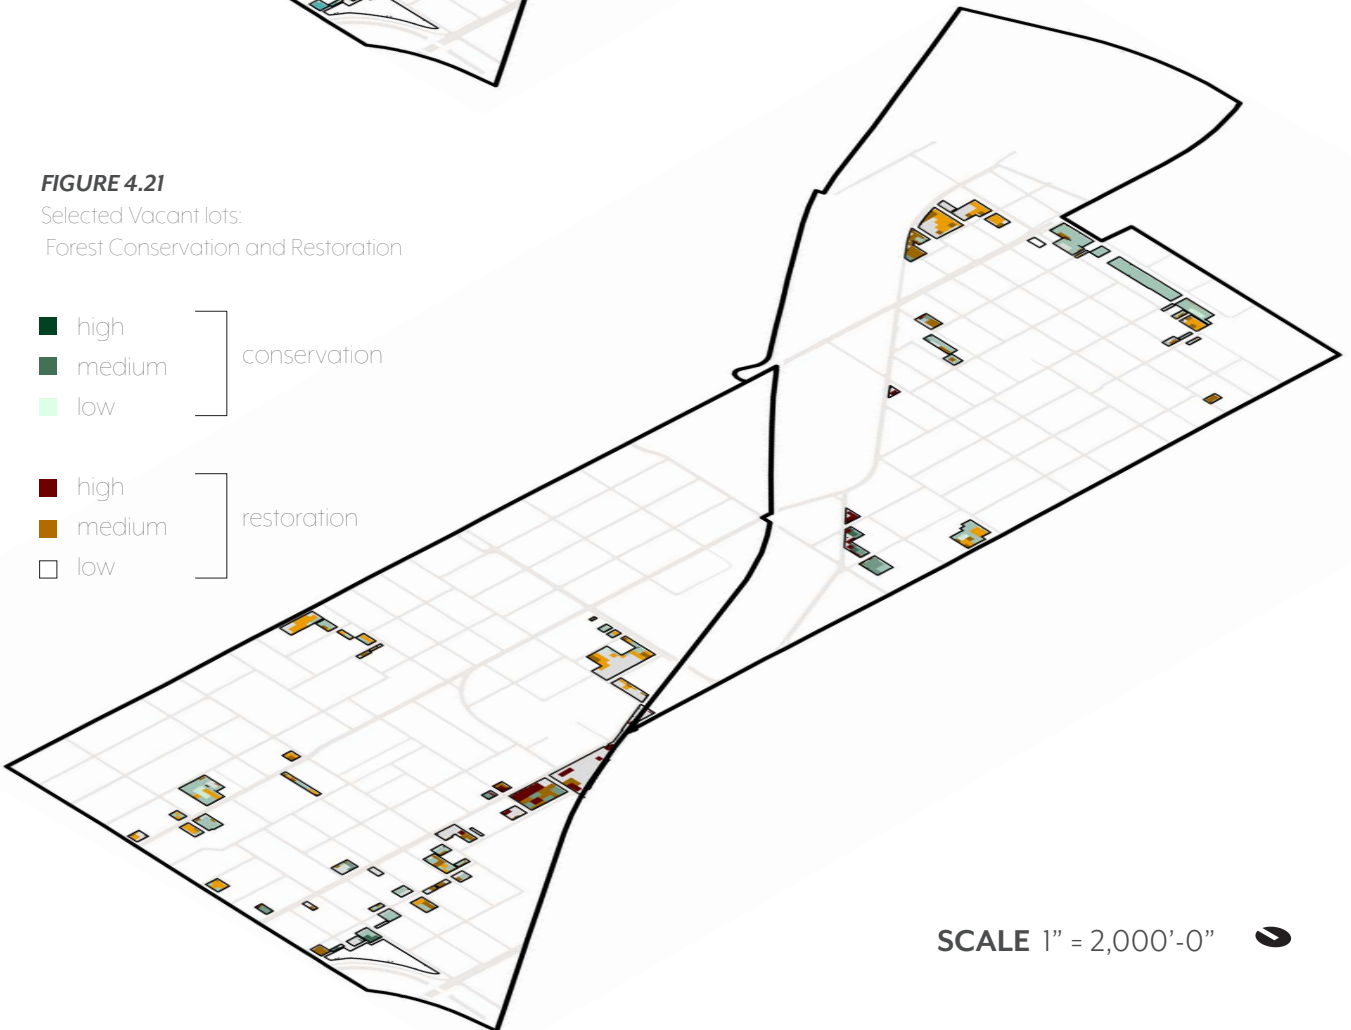 FIGURE 4.21
Selected Vacant lots:
Forest Conservation and Restoration
high
medium
low
conservation
high
medium
low
restoration
SCALE 1" = 2,000'-0"